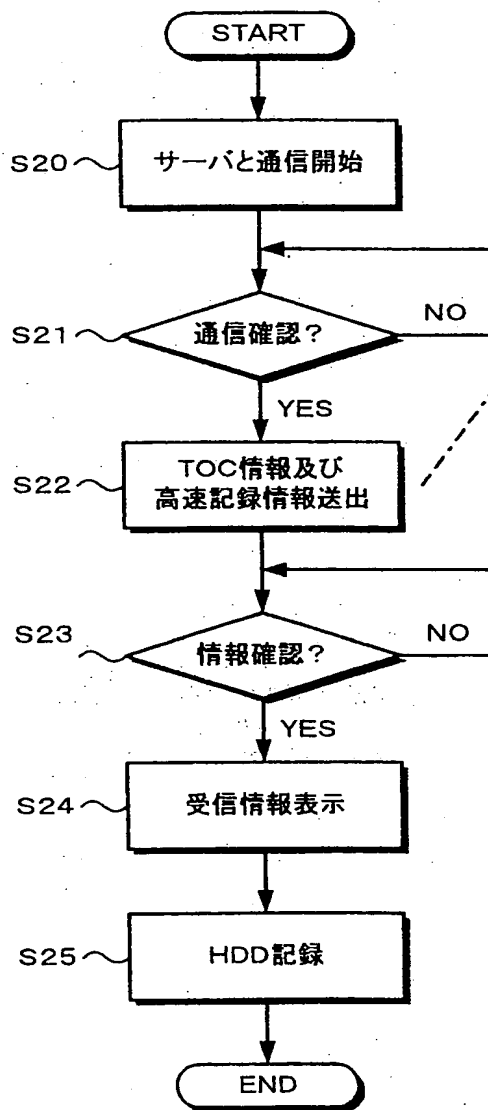 START
S20
サーバと通信開始
S21
通信確認?
NO
YES
S22
TOC情報及び
高速記録情報送出
S23
情報確認?
NO
YES
S24
受信情報表示
S25
HDD記録
END